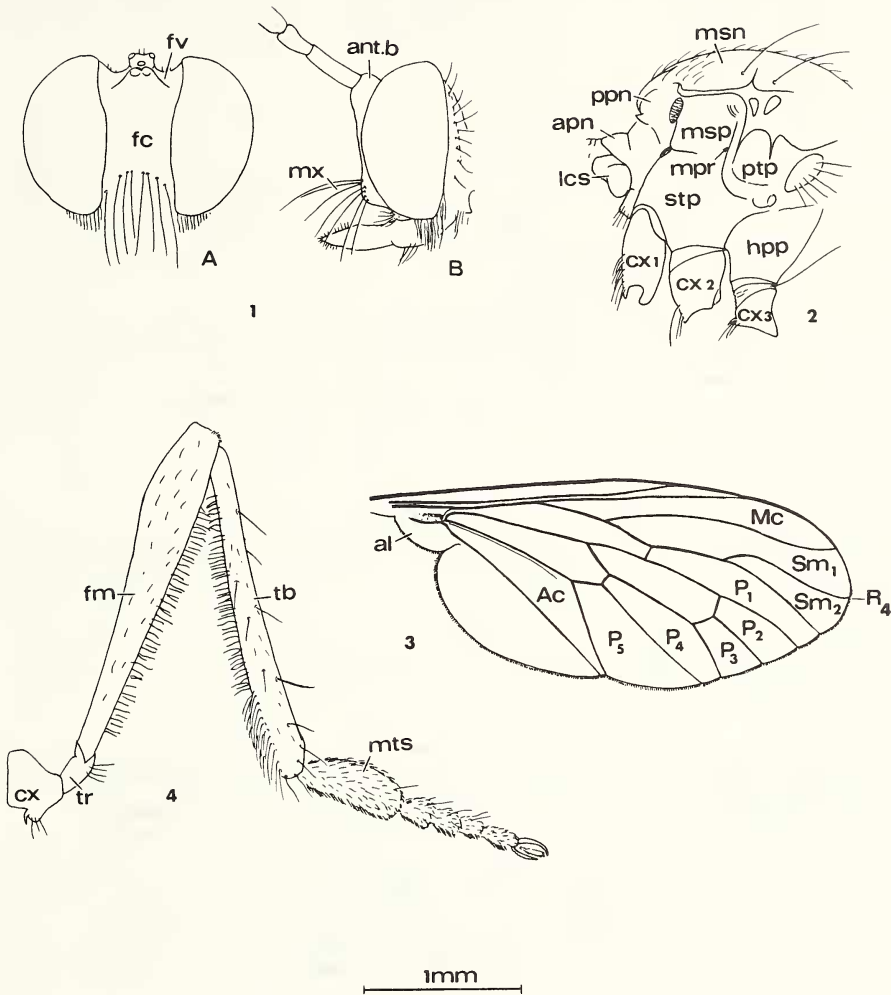 fv
fc
A
ant.b
mx
B
1
msn
ppn
apn
msp
mpr
ptp
lcs
stp
hpp
cx1
cx2
cx3
2
Mc
al
Sm1
R4
Sm2
P1
Ac
P2
P3
P4
P5
3
fm
tb
mts
cx
tr
4
1mm